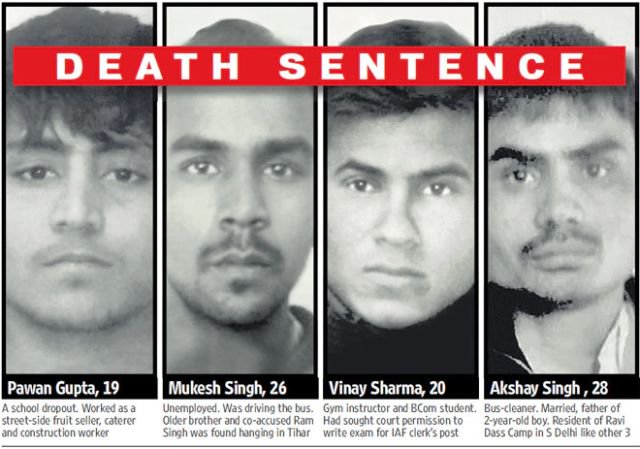 DEATH SENTENCE
Pawan Gupta, 19
A school dropout. Worked as a
street-side fruit seller, caterer
and construction worker
Mukesh Singh, 26
Unemployed. Was driving the bus.
Older brother and co-accused Ram
Singh was found hanging in Tihar
Vinay Sharma, 20
Gym instructor and BCom student.
Had sought court permission to
write exam for IAF clerk's post
Akshay Singh , 28
Bus-cleaner. Married, father of
2-year-old boy. Resident of Ravi
Dass Camp in S Delhi like other 3